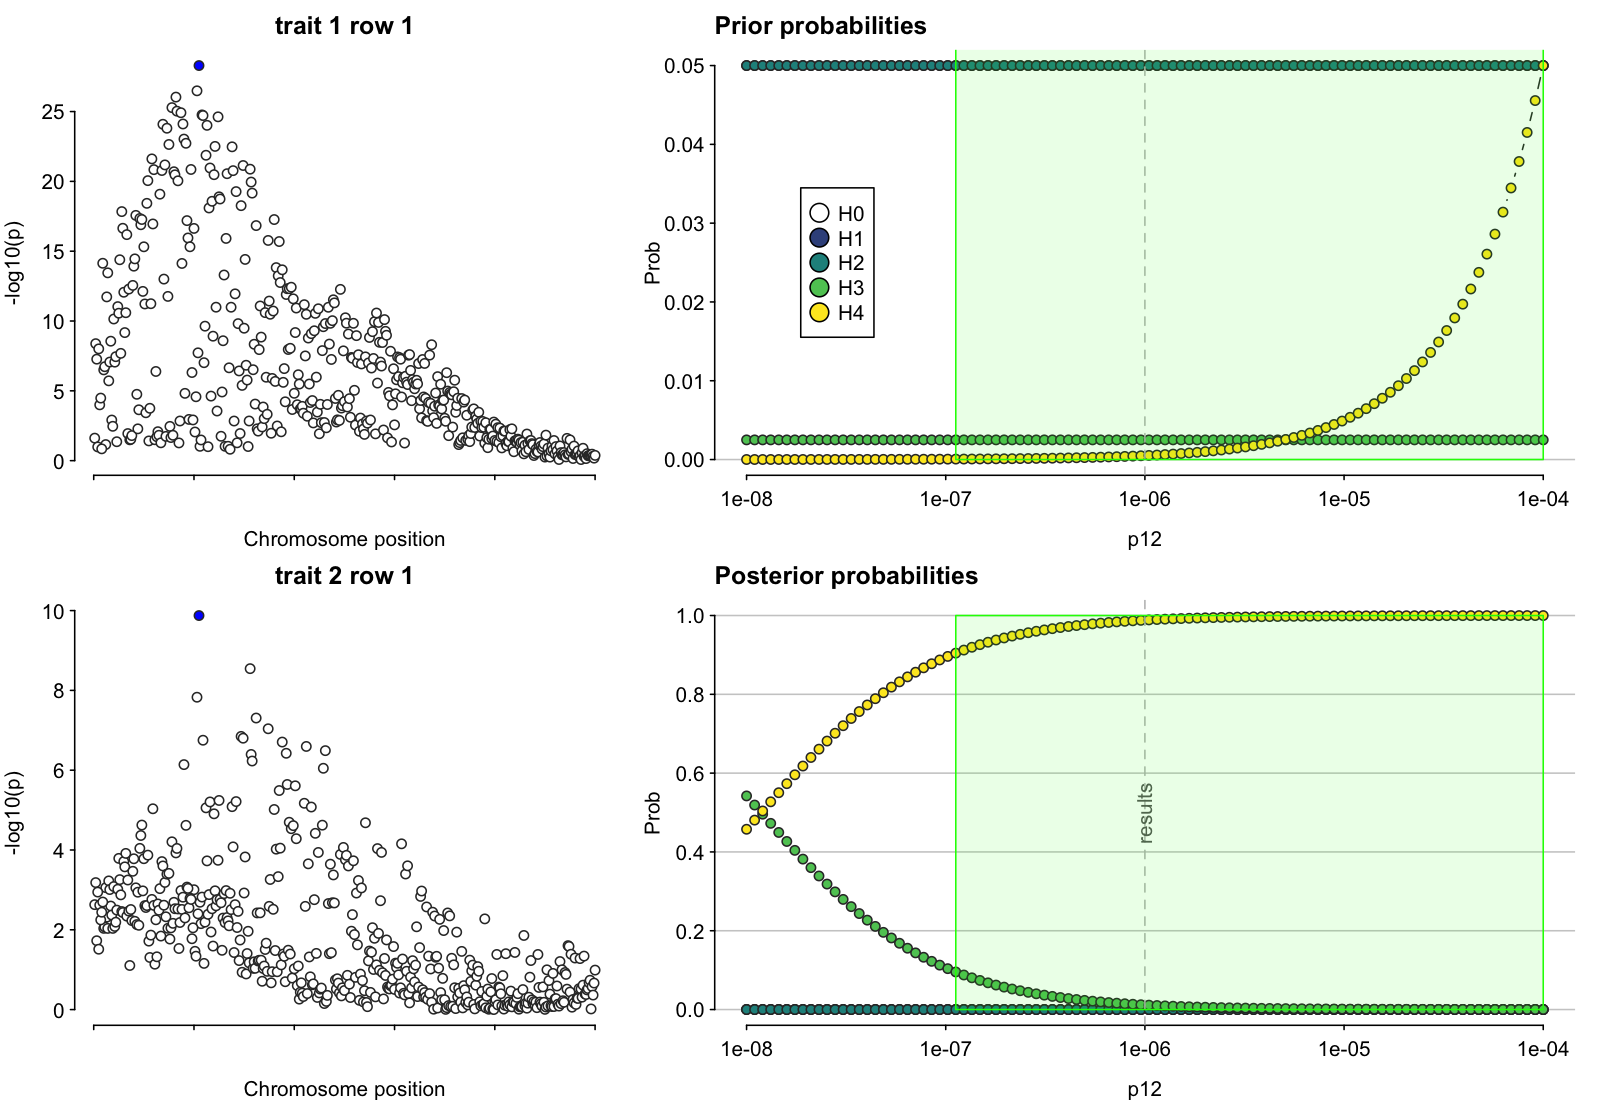 trait 1 row 1
-log10(p)
25
20
15
10
5
0
Chromosome position
Prior probabilities
Prob
0.05
0.04
0.03
0.02
0.01
0.00
H0
H1
H2
H3
H4
1e-08 1e-07 1e-06 1e-05 1e-04
p12
trait 2 row 1
-log10(p)
10
8
6
4
2
0
Chromosome position
Posterior probabilities
Prob
1.0
0.8
0.6
0.4
0.2
0.0
results
1e-08 1e-07 1e-06 1e-05 1e-04
p12